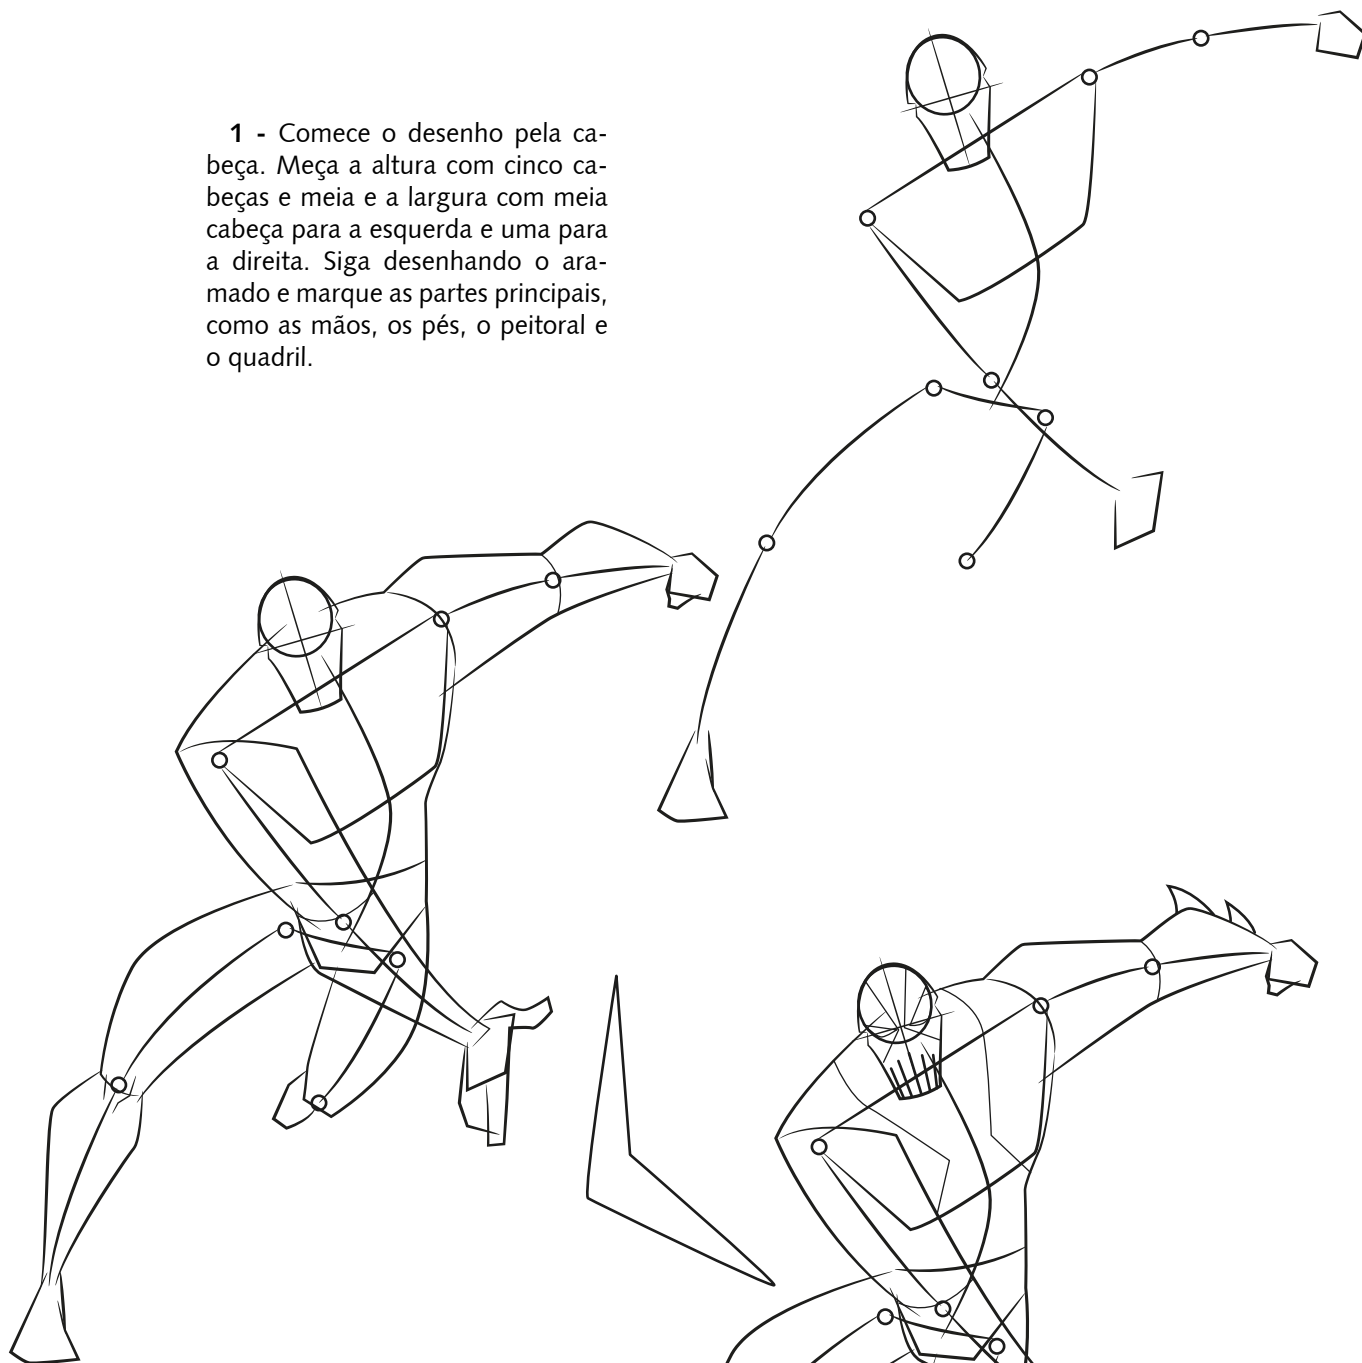 1 - Comece o desenho pela ca-
beça. Meça a altura com cinco ca-
beças e meia e a largura com meia
cabeça para a esquerda e uma para
a direita. Siga desenhando o ara-
mado e marque as partes principais,
como as mãos, os pés, o peitoral e
o quadril.